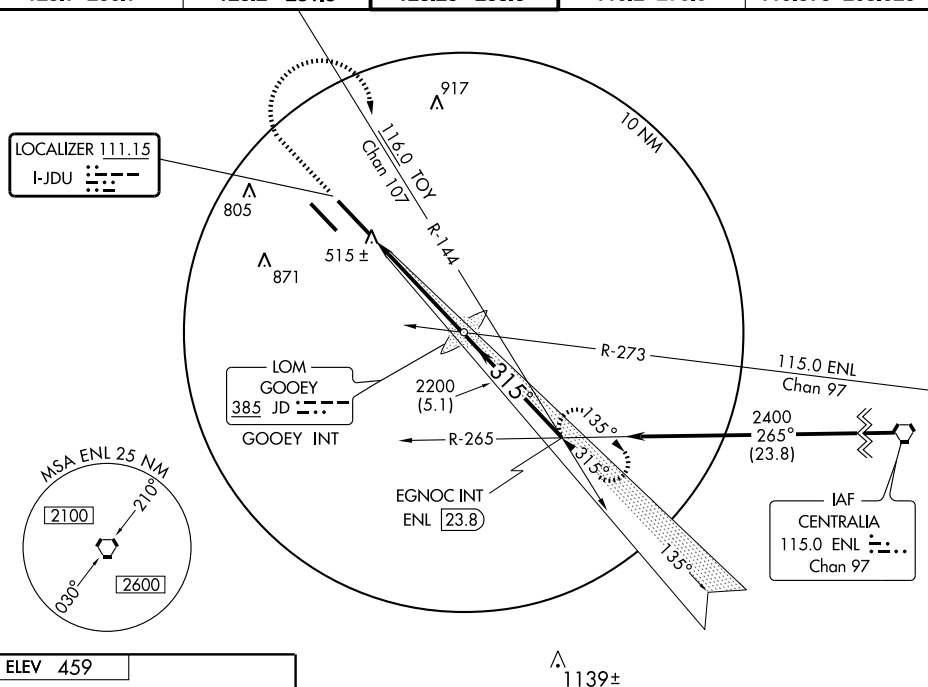 917
10 NM
LOCALIZER 111.15
I-JDU
116.0 TOY
Chan 107
R-144
805
515 ±
871
LOM
GOOEY
385 JD
GOOEY INT
R-273
115.0 ENL
Chan 97
315°
2200
(5.1)
135°
2400
265°
(23.8)
R-265
315°
EGNOC INT
ENL 23.8
IAF
CENTRALIA
115.0 ENL
Chan 97
135°
MSA ENL 25 NM
210°
2100
2600
030°
ELEV 459
1139±